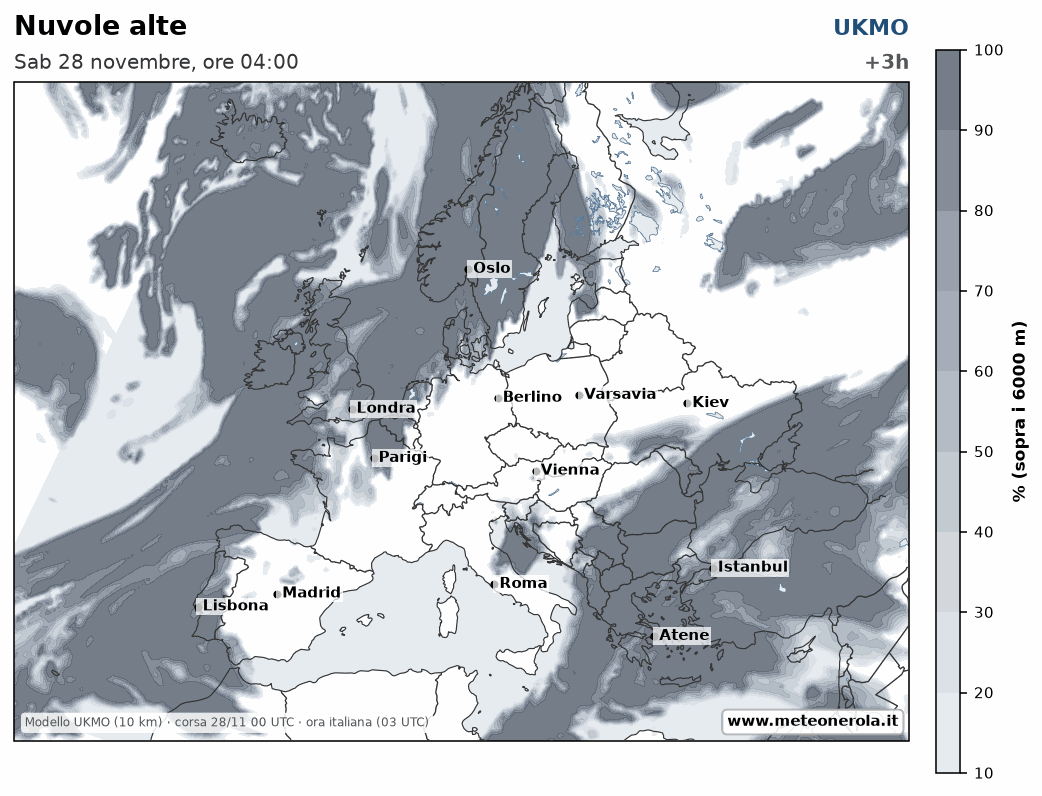 Nuvole alte
UKMO
Sab 28 novembre, ore 04:00
+3h
Oslo
Londra
Berlino
Varsavia
Kiev
Parigi
Vienna
Istanbul
Roma
Madrid
Lisbona
Atene
Modello UKMO (10 km) · corsa 28/11 00 UTC · ora italiana (03 UTC)
www.meteonerola.it
100
90
80
70
60
50
40
30
20
10
% (sopra i 6000 m)